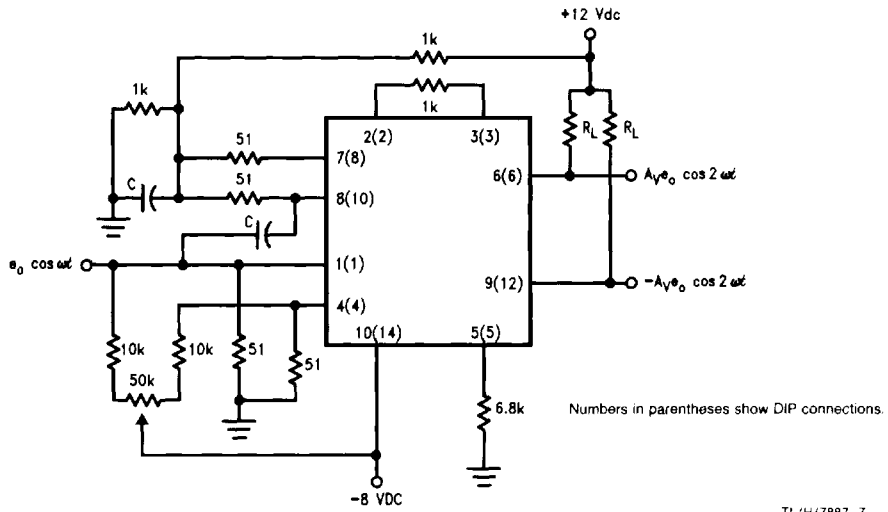 +12 Vdc
1k
1k
1k
2(2)
3(3)
R_L
R_L
51
7(8)
6(6)
A_V e_o cos 2 ωt
C
51
8(10)
C
e_o cos ωt
1(1)
9(12)
-A_V e_o cos 2 ωt
4(4)
10(14)
5(5)
10k
10k
51
51
50k
6.8k
Numbers in parentheses show DIP connections.
-8 VDC
TL/H/7887-7